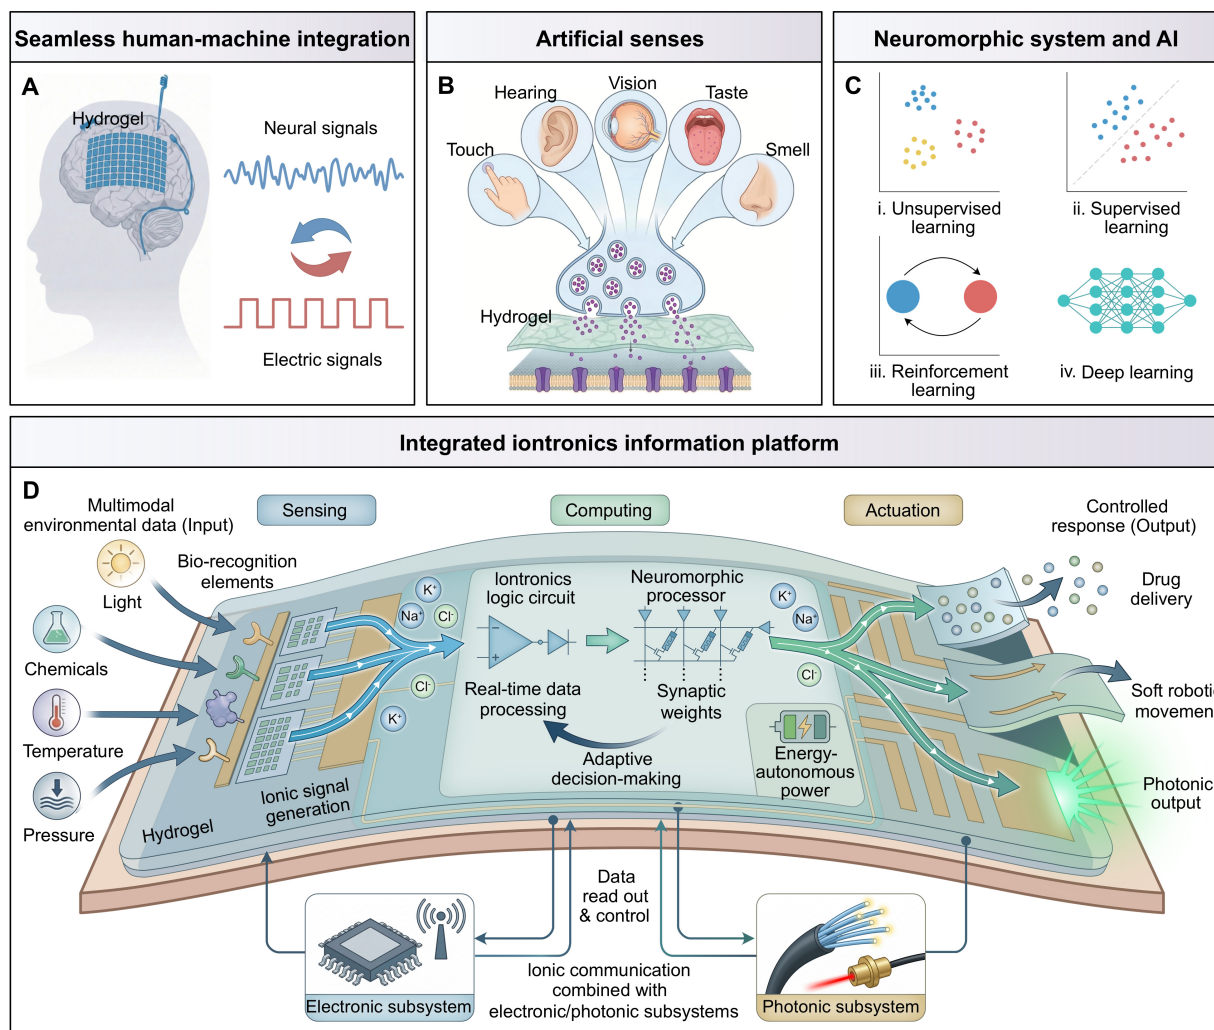 Seamless human-machine integration
A
Hydrogel
Neural signals
Electric signals
Artificial senses
B
Hearing
Vision
Taste
Touch
Smell
Hydrogel
Neuromorphic system and AI
C
i. Unsupervised
learning
ii. Supervised
learning
iii. Reinforcement
learning
iv. Deep learning
Integrated iontronics information platform
D
Multimodal
environmental data (Input)
Sensing
Computing
Actuation
Controlled
response (Output)
Light
Chemicals
Temperature
Pressure
Bio-recognition
elements
Hydrogel
Ionic signal
generation
K⁺
Na⁺
Cl⁻
Cl⁻
K⁺
Iontronics
logic circuit
Neuromorphic
processor
Real-time data
processing
Synaptic
weights
Adaptive
decision-making
Energy-
autonomous
power
K⁺
Na⁺
Cl⁻
Drug
delivery
Soft robotic
movement
Photonic
output
Data
read out
& control
Ionic communication
combined with
electronic/photonic subsystems
Electronic subsystem
Photonic subsystem